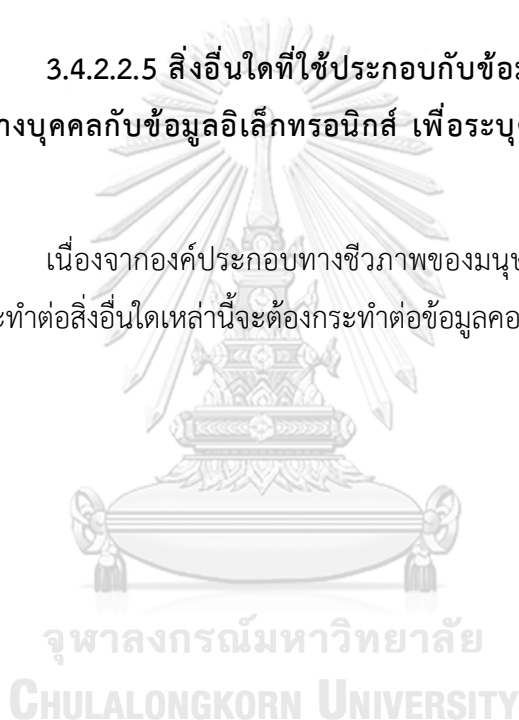 3.4.2.2.5 สิ่งอื่นใดที่ใช้ประกอบกับข้อม
างบุคคลกับข้อมูลอิเล็กทรอนิกส์ เพื่อระบุต
เนื่องจากองค์ประกอบทางชีวภาพของมนุษ
ะทำต่อสิ่งอื่นใดเหล่านี้จะต้องกระทำต่อข้อมูลคอ
จุฬาลงกรณ์มหาวิทยาลัย
CHULALONGKORN UNIVERSITY